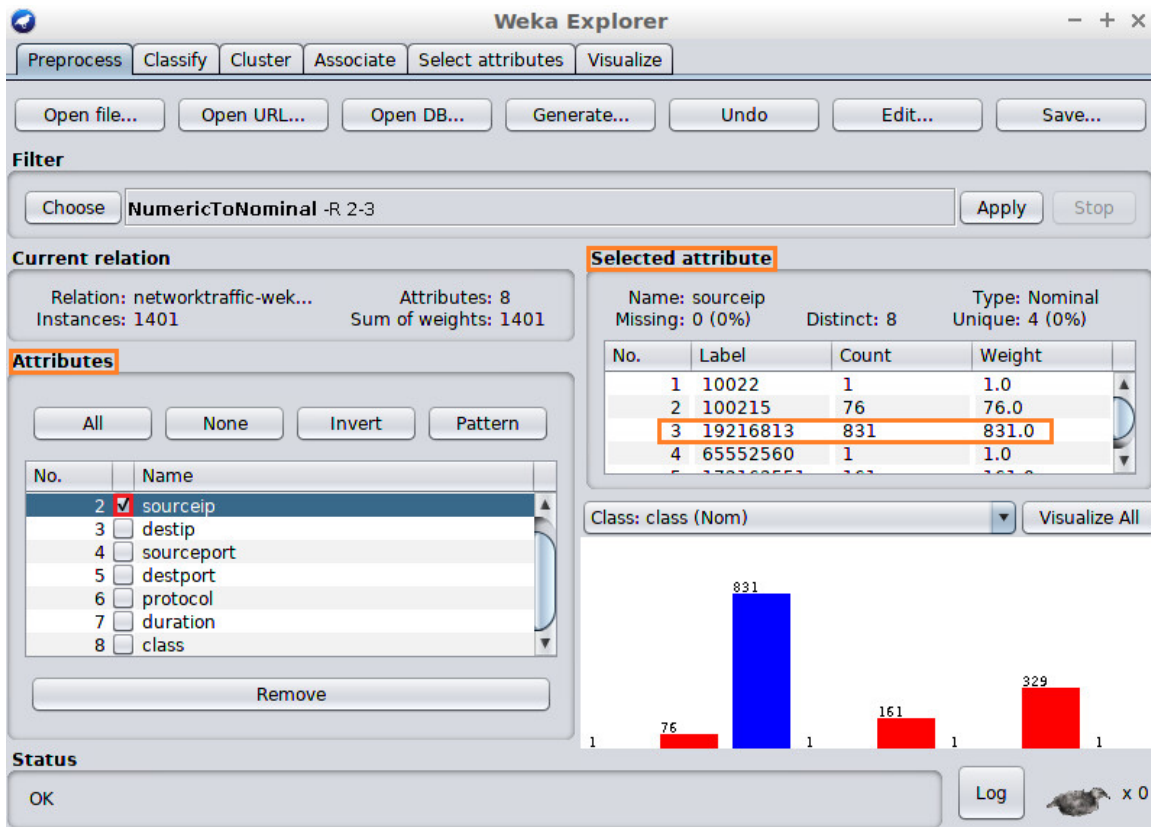 Weka Explorer
Preprocess Classify Cluster Associate Select attributes Visualize
Open file... Open URL... Open DB... Generate... Undo Edit... Save...
Filter
Choose NumericToNominal -R 2-3 Apply Stop
Current relation
Relation: networktraffic-wek... Attributes: 8
Instances: 1401 Sum of weights: 1401
Attributes
All None Invert Pattern
No. Name
2 sourceip
3 destip
4 sourceport
5 destport
6 protocol
7 duration
8 class
Remove
Selected attribute
Name: sourceip Type: Nominal
Missing: 0 (0%) Distinct: 8 Unique: 4 (0%)
No. Label Count Weight
1 10022 1 1.0
2 100215 76 76.0
3 19216813 831 831.0
4 65552560 1 1.0
Class: class (Nom) Visualize All
1 76 831 1 161 1 329 1
Status
OK
Log x 0